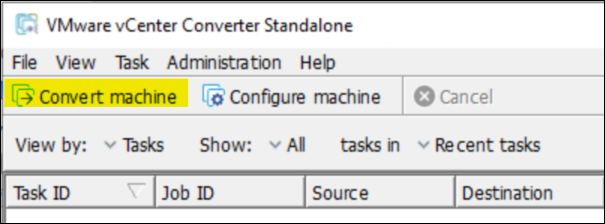 VMware vCenter Converter Standalone
File View Task Administration Help
Convert machine Configure machine Cancel
View by: Tasks Show: All tasks in Recent tasks
Task ID Job ID Source Destination